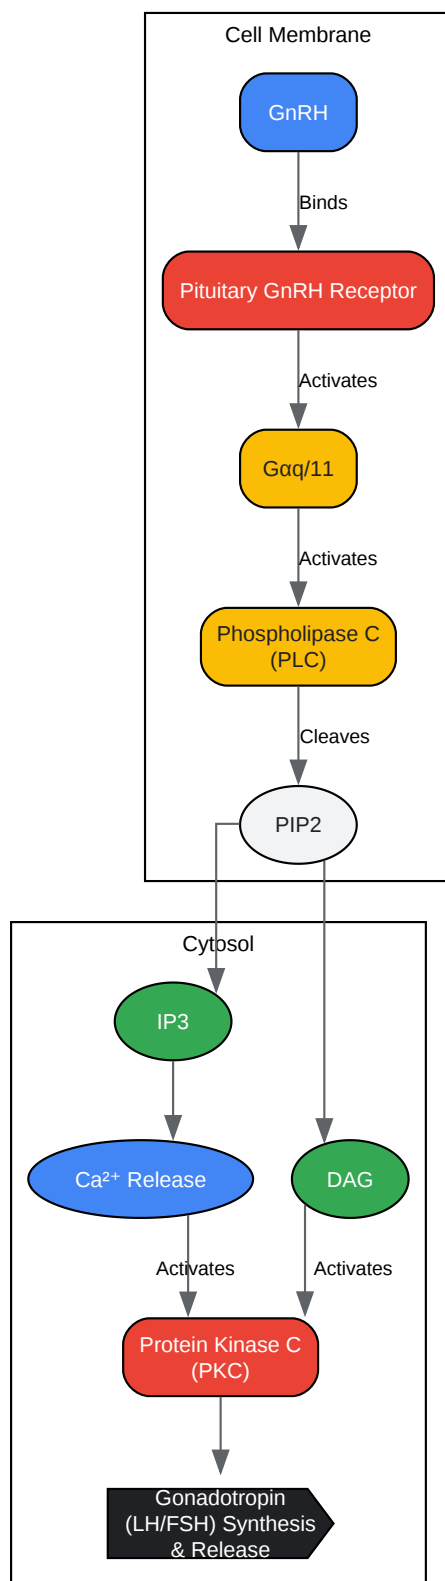 Cell Membrane
GnRH
Binds
Pituitary GnRH Receptor
Activates
Gαq/11
Activates
Phospholipase C
(PLC)
Cleaves
PIP2
Cytosol
IP3
Ca²⁺ Release
DAG
Activates
Activates
Protein Kinase C
(PKC)
Gonadotropin
(LH/FSH) Synthesis
& Release